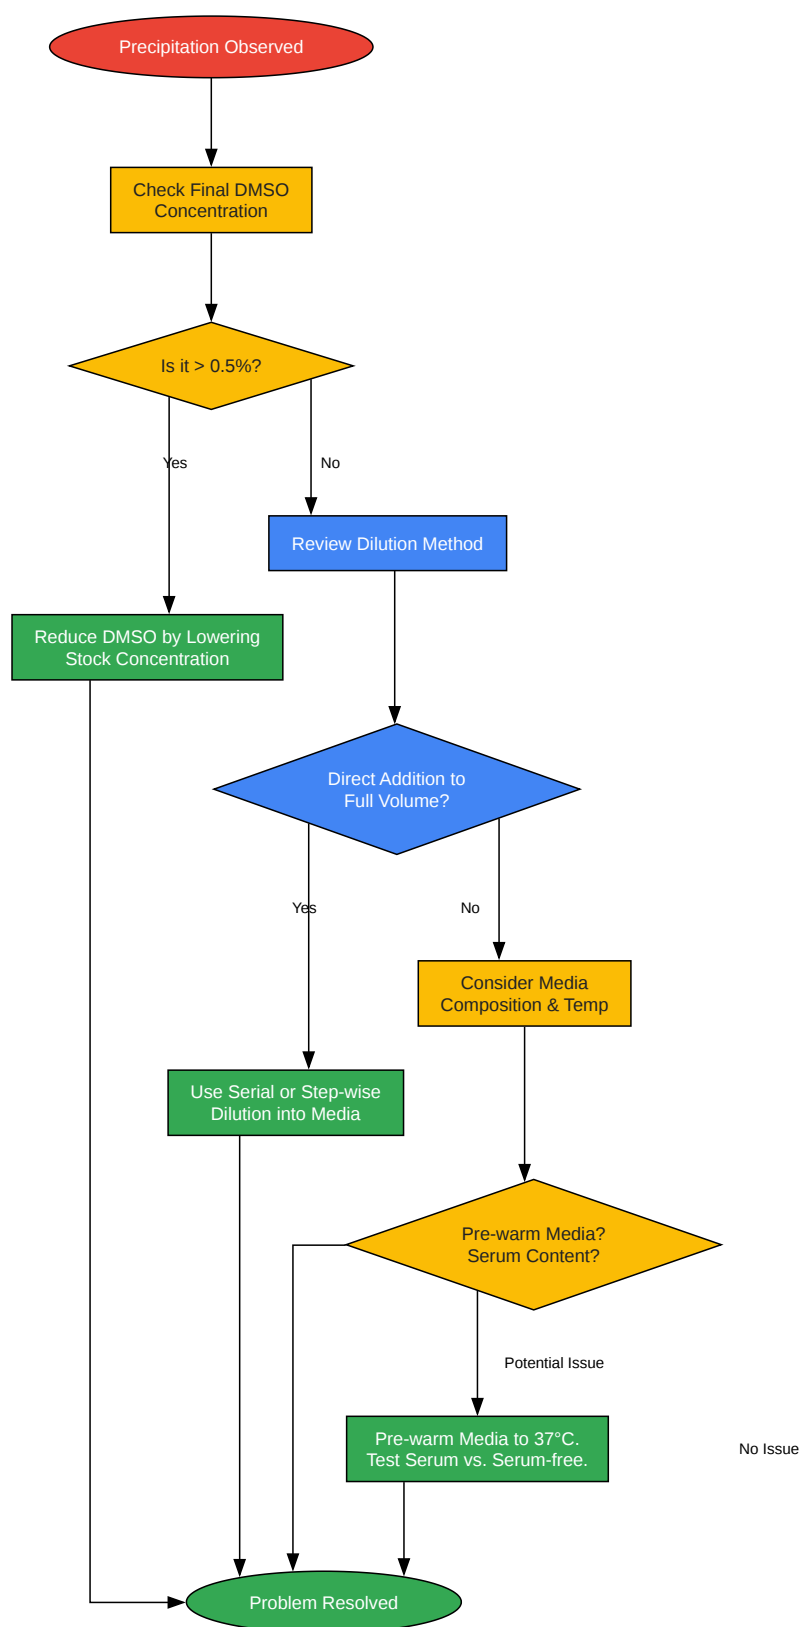 Precipitation Observed
Check Final DMSO
Concentration
Is it > 0.5%?
Yes
No
Review Dilution Method
Reduce DMSO by Lowering
Stock Concentration
Direct Addition to
Full Volume?
Yes
No
Consider Media
Composition & Temp
Use Serial or Step-wise
Dilution into Media
Pre-warm Media?
Serum Content?
Potential Issue
Pre-warm Media to 37°C.
Test Serum vs. Serum-free.
No Issue
Problem Resolved